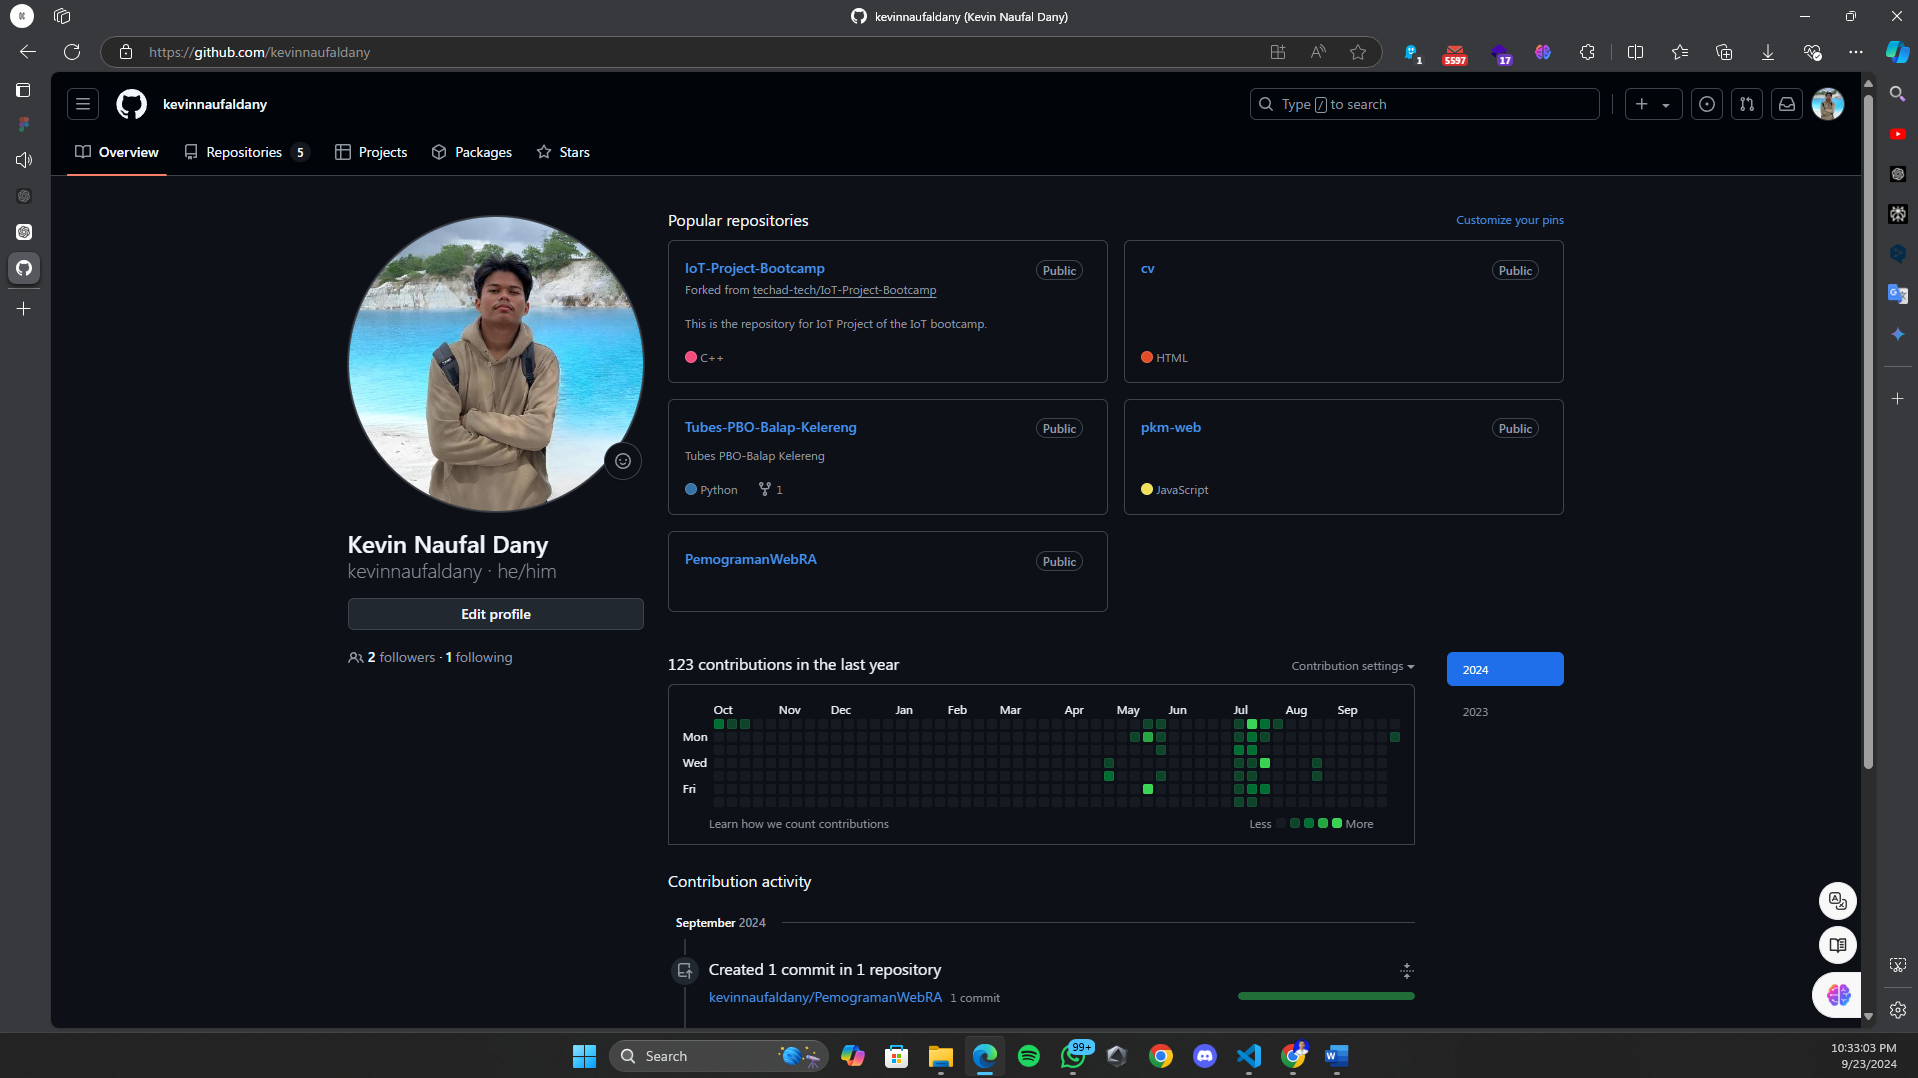 kevinnaufaldany (Kevin Naufal Dany)
https://github.com/kevinnaufaldany
1
5597
17
kevinnaufaldany
Type / to search
Overview
Repositories 5
Projects
Packages
Stars
Popular repositories
Customize your pins
IoT-Project-Bootcamp
Public
Forked from techad-tech/IoT-Project-Bootcamp
This is the repository for IoT Project of the IoT bootcamp.
C++
cv
Public
HTML
Tubes-PBO-Balap-Kelereng
Public
Tubes PBO-Balap Kelereng
Python
1
pkm-web
Public
JavaScript
PemogramanWebRA
Public
Kevin Naufal Dany
kevinnaufaldany · he/him
Edit profile
2 followers · 1 following
123 contributions in the last year
Contribution settings
2024
2023
Oct Nov Dec Jan Feb Mar Apr May Jun Jul Aug Sep
Mon
Wed
Fri
Learn how we count contributions
Less
More
Contribution activity
September 2024
Created 1 commit in 1 repository
kevinnaufaldany/PemogramanWebRA 1 commit
Search
99+
10:33:03 PM
9/23/2024